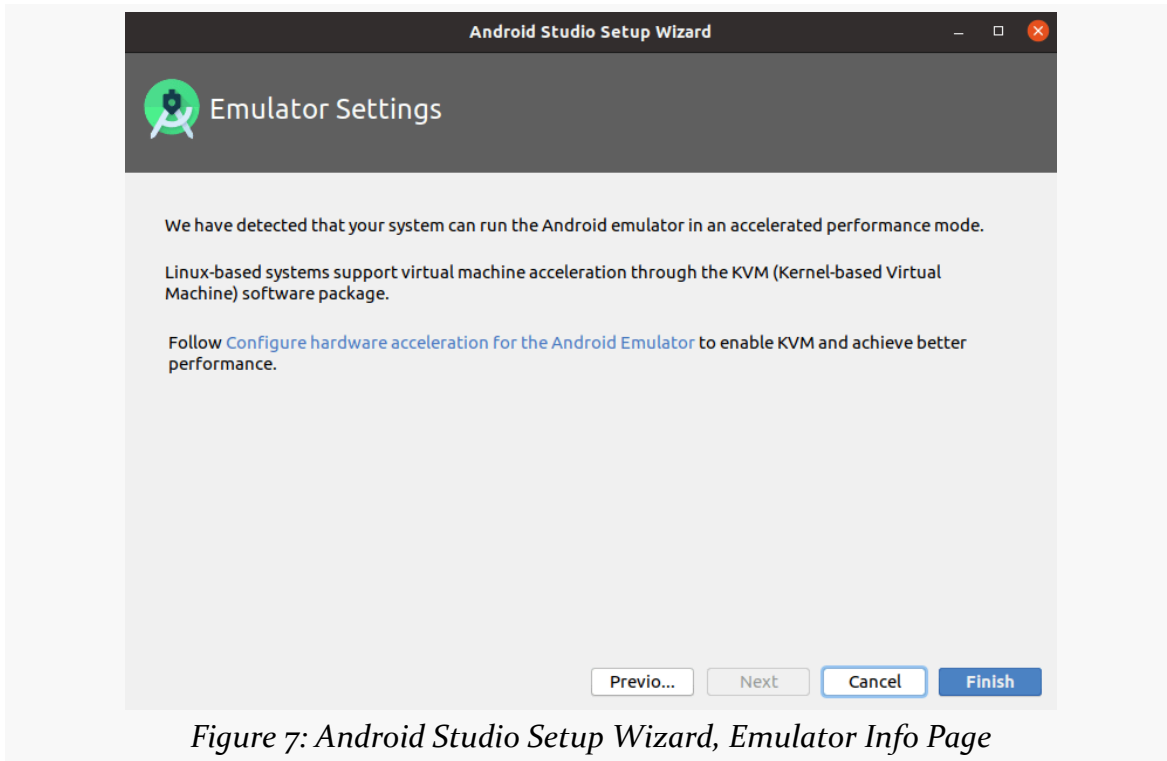 Android Studio Setup Wizard
Emulator Settings
We have detected that your system can run the Android emulator in an accelerated performance mode.
Linux-based systems support virtual machine acceleration through the KVM (Kernel-based Virtual
Machine) software package.
Follow Configure hardware acceleration for the Android Emulator to enable KVM and achieve better
performance.
Previo... Next Cancel Finish
Figure 7: Android Studio Setup Wizard, Emulator Info Page